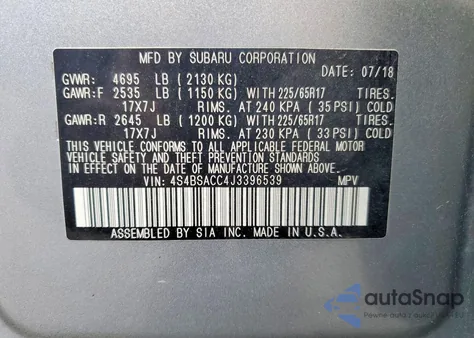 MFD BY SUBARU CORPORATION
GVWR: 4695 LB (2130 KG) DATE: 07/18
GAWR:F 2535 LB (1150 KG) WITH 225/65R17 TIRES.
17X7J RIMS. AT 240 KPA (35 PSI) COLD
GAWR:R 2645 LB (1200 KG) WITH 225/65R17 TIRES.
17X7J RIMS. AT 230 KPA (33 PSI) COLD
THIS VEHICLE CONFORMS TO ALL APPLICABLE FEDERAL MOTOR
VEHICLE SAFETY, BUMPER, AND THEFT PREVENTION STANDARDS
IN EFFECT ON THE DATE OF MANUFACTURE SHOWN ABOVE.
VIN: 4S4BSACC4J3396539 MPV
ASSEMBLED BY SIA INC. MADE IN U.S.A.
autoSnap
Pewne auta z